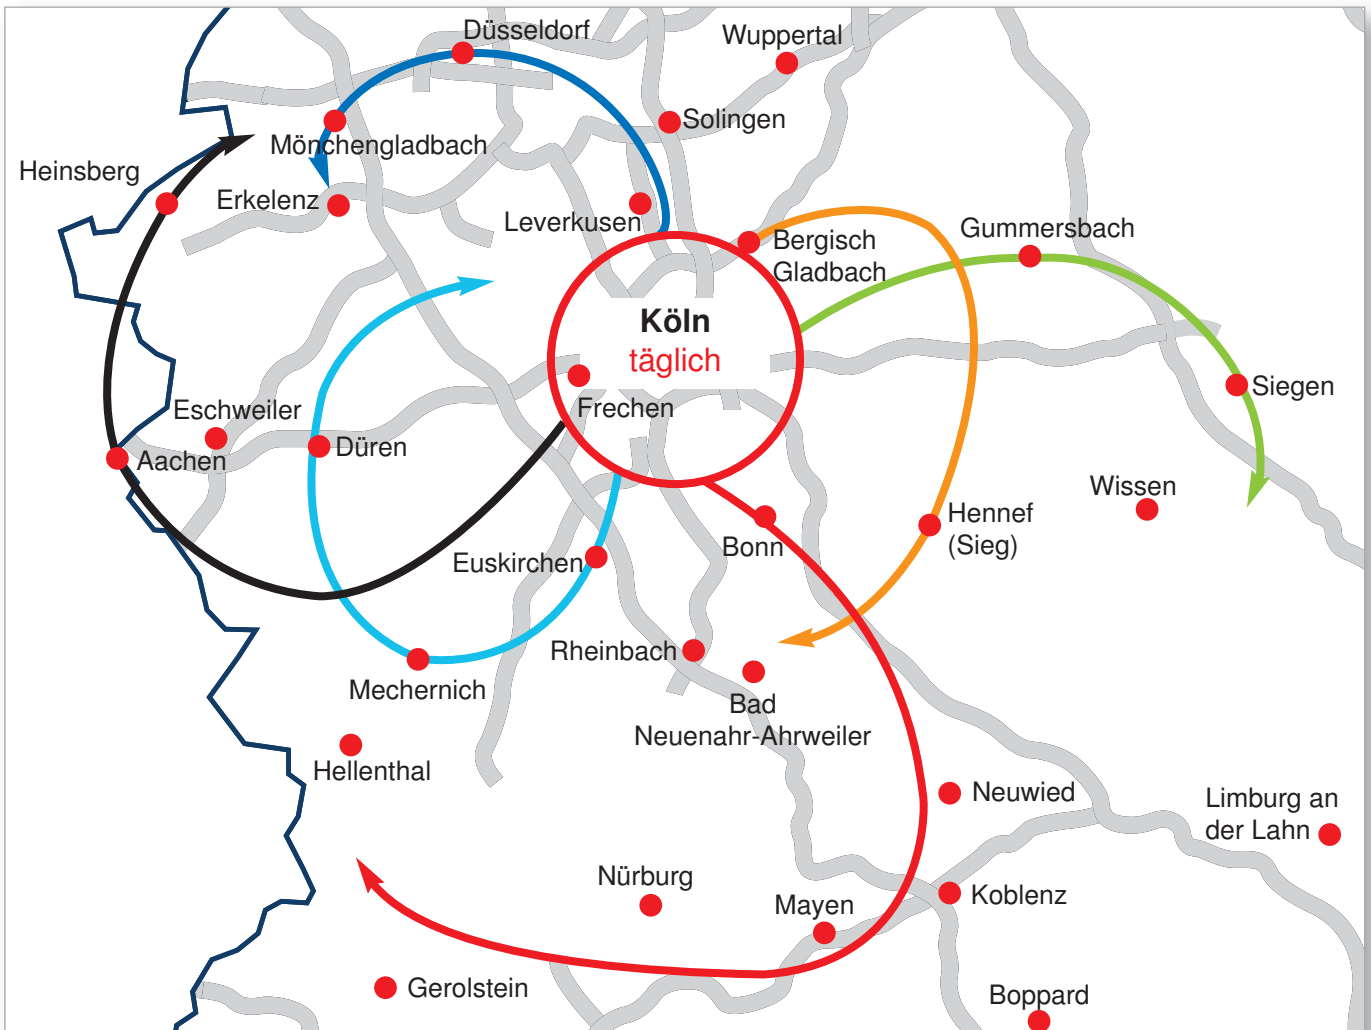 Düsseldorf
Wuppertal
Solingen
Mönchengladbach
Heinsberg
Erkelenz
Leverkusen
Bergisch
Gladbach
Gummersbach
Köln
täglich
Frechen
Siegen
Eschweiler
Düren
Aachen
Wissen
Hennef
(Sieg)
Bonn
Euskirchen
Rheinbach
Mechernich
Bad
Neuenahr-Ahrweiler
Hellenthal
Neuwied
Limburg an
der Lahn
Nürburg
Mayen
Koblenz
Gerolstein
Boppard